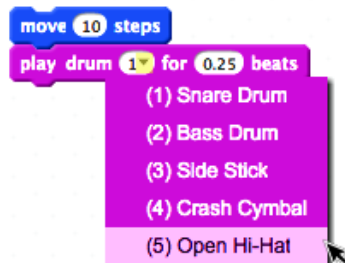 move 10 steps
play drum 1 for 0.25 beats
(1) Snare Drum
(2) Bass Drum
(3) Side Stick
(4) Crash Cymbal
(5) Open Hi-Hat